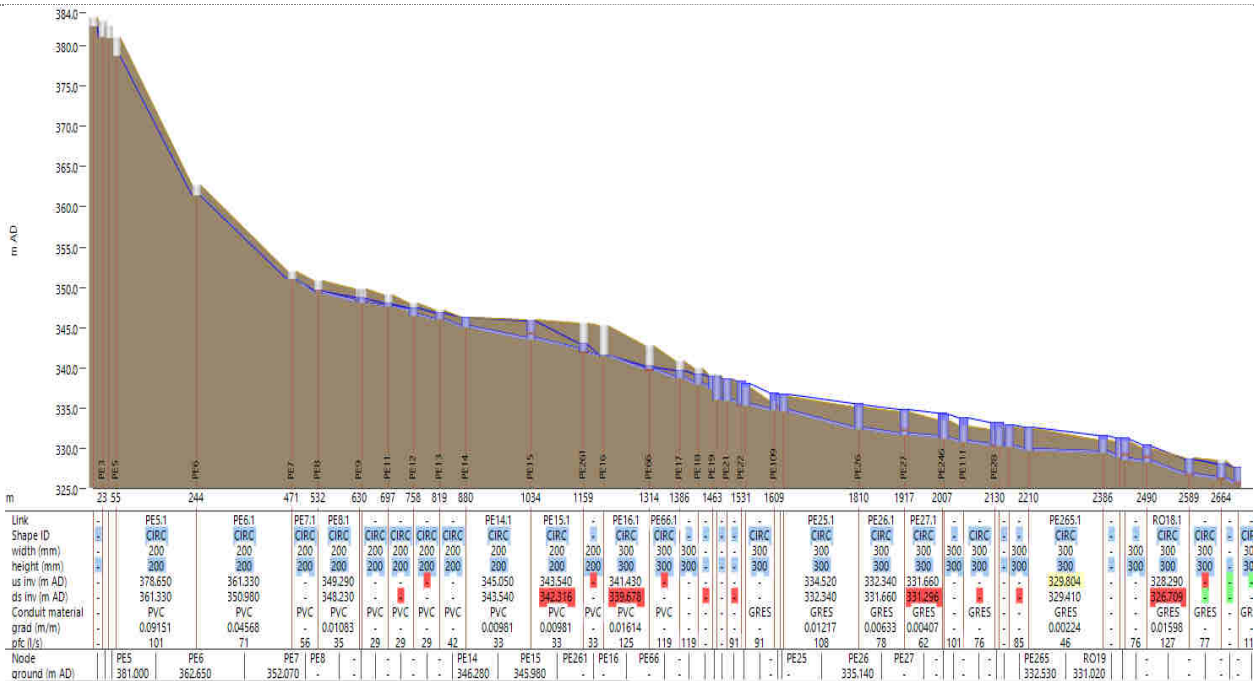 384.0
380.0
375.0
370.0
365.0
360.0
355.0
350.0
345.0
340.0
335.0
330.0
325.0
m AD
PE3 PE5 PE6 PE7 PE8 PE9 PE11 PE12 PE13 PE14 PE15 PE261 PE16 PE66 PE17 PE18 PE19 PE21 PE22 PE109 PE26 PE27 PE246 PE111 PE28
m 23 55 244 471 532 630 697 758 819 880 1034 1159 1314 1386 1463 1531 1609 1810 1917 2007 2130 2210 2386 2490 2589 2664
Link - PE5.1 PE6.1 PE7.1 PE8.1 - - - - PE14.1 PE15.1 - PE16.1 PE66.1 - - - - - PE25.1 PE26.1 PE27.1 - - - PE265.1 - - RO18.1 - - -
Shape ID - CIRC CIRC CIRC CIRC CIRC CIRC CIRC CIRC CIRC CIRC - CIRC CIRC - - - - CIRC CIRC CIRC CIRC - CIRC - CIRC - - CIRC CIRC -
width (mm) - 200 200 200 200 200 200 200 200 200 200 200 300 300 300 - - - 300 300 300 300 300 300 - 300 300 - 300 300 300 -
height (mm) - 200 200 200 200 200 200 200 200 200 200 200 300 300 300 - - - 300 300 300 300 300 300 - 300 300 - 300 300 300 -
us inv (m AD) - 378.650 361.330 - 349.290 - - - - 345.050 343.540 - 341.430 - - - - - - 334.520 332.340 331.660 - - - 329.804 - - 328.290 - - -
ds inv (m AD) - 361.330 350.980 - 348.230 - - - - 343.540 342.316 - 339.678 - - - - - - 332.340 331.660 331.296 - - - 329.410 - - 326.709 - - -
Conduit material - PVC PVC PVC PVC PVC PVC PVC PVC PVC PVC PVC PVC PVC - - - - GRES GRES GRES GRES - GRES - GRES - - GRES GRES -
grad (m/m) - 0.09151 0.04568 - 0.01083 - - - - 0.00981 0.00981 - 0.01614 - - - - - - 0.01217 0.00633 0.00407 - - - 0.00224 - - 0.01598 - - -
pfc (l/s) - 101 71 56 35 29 29 29 42 33 33 33 125 119 119 - - 91 91 108 78 62 101 76 - 85 46 - 76 127 77 -
Node PE5 PE6 PE7 PE8 - - - - PE14 PE15 PE261 PE16 PE66 - - - - - PE25 PE26 PE27 - - - PE265 RO19 - - - -
ground (m AD) 381.000 362.650 352.070 - - - - 346.280 345.980 - - - - - - - - 335.140 - - - - 332.530 331.020 - - - -